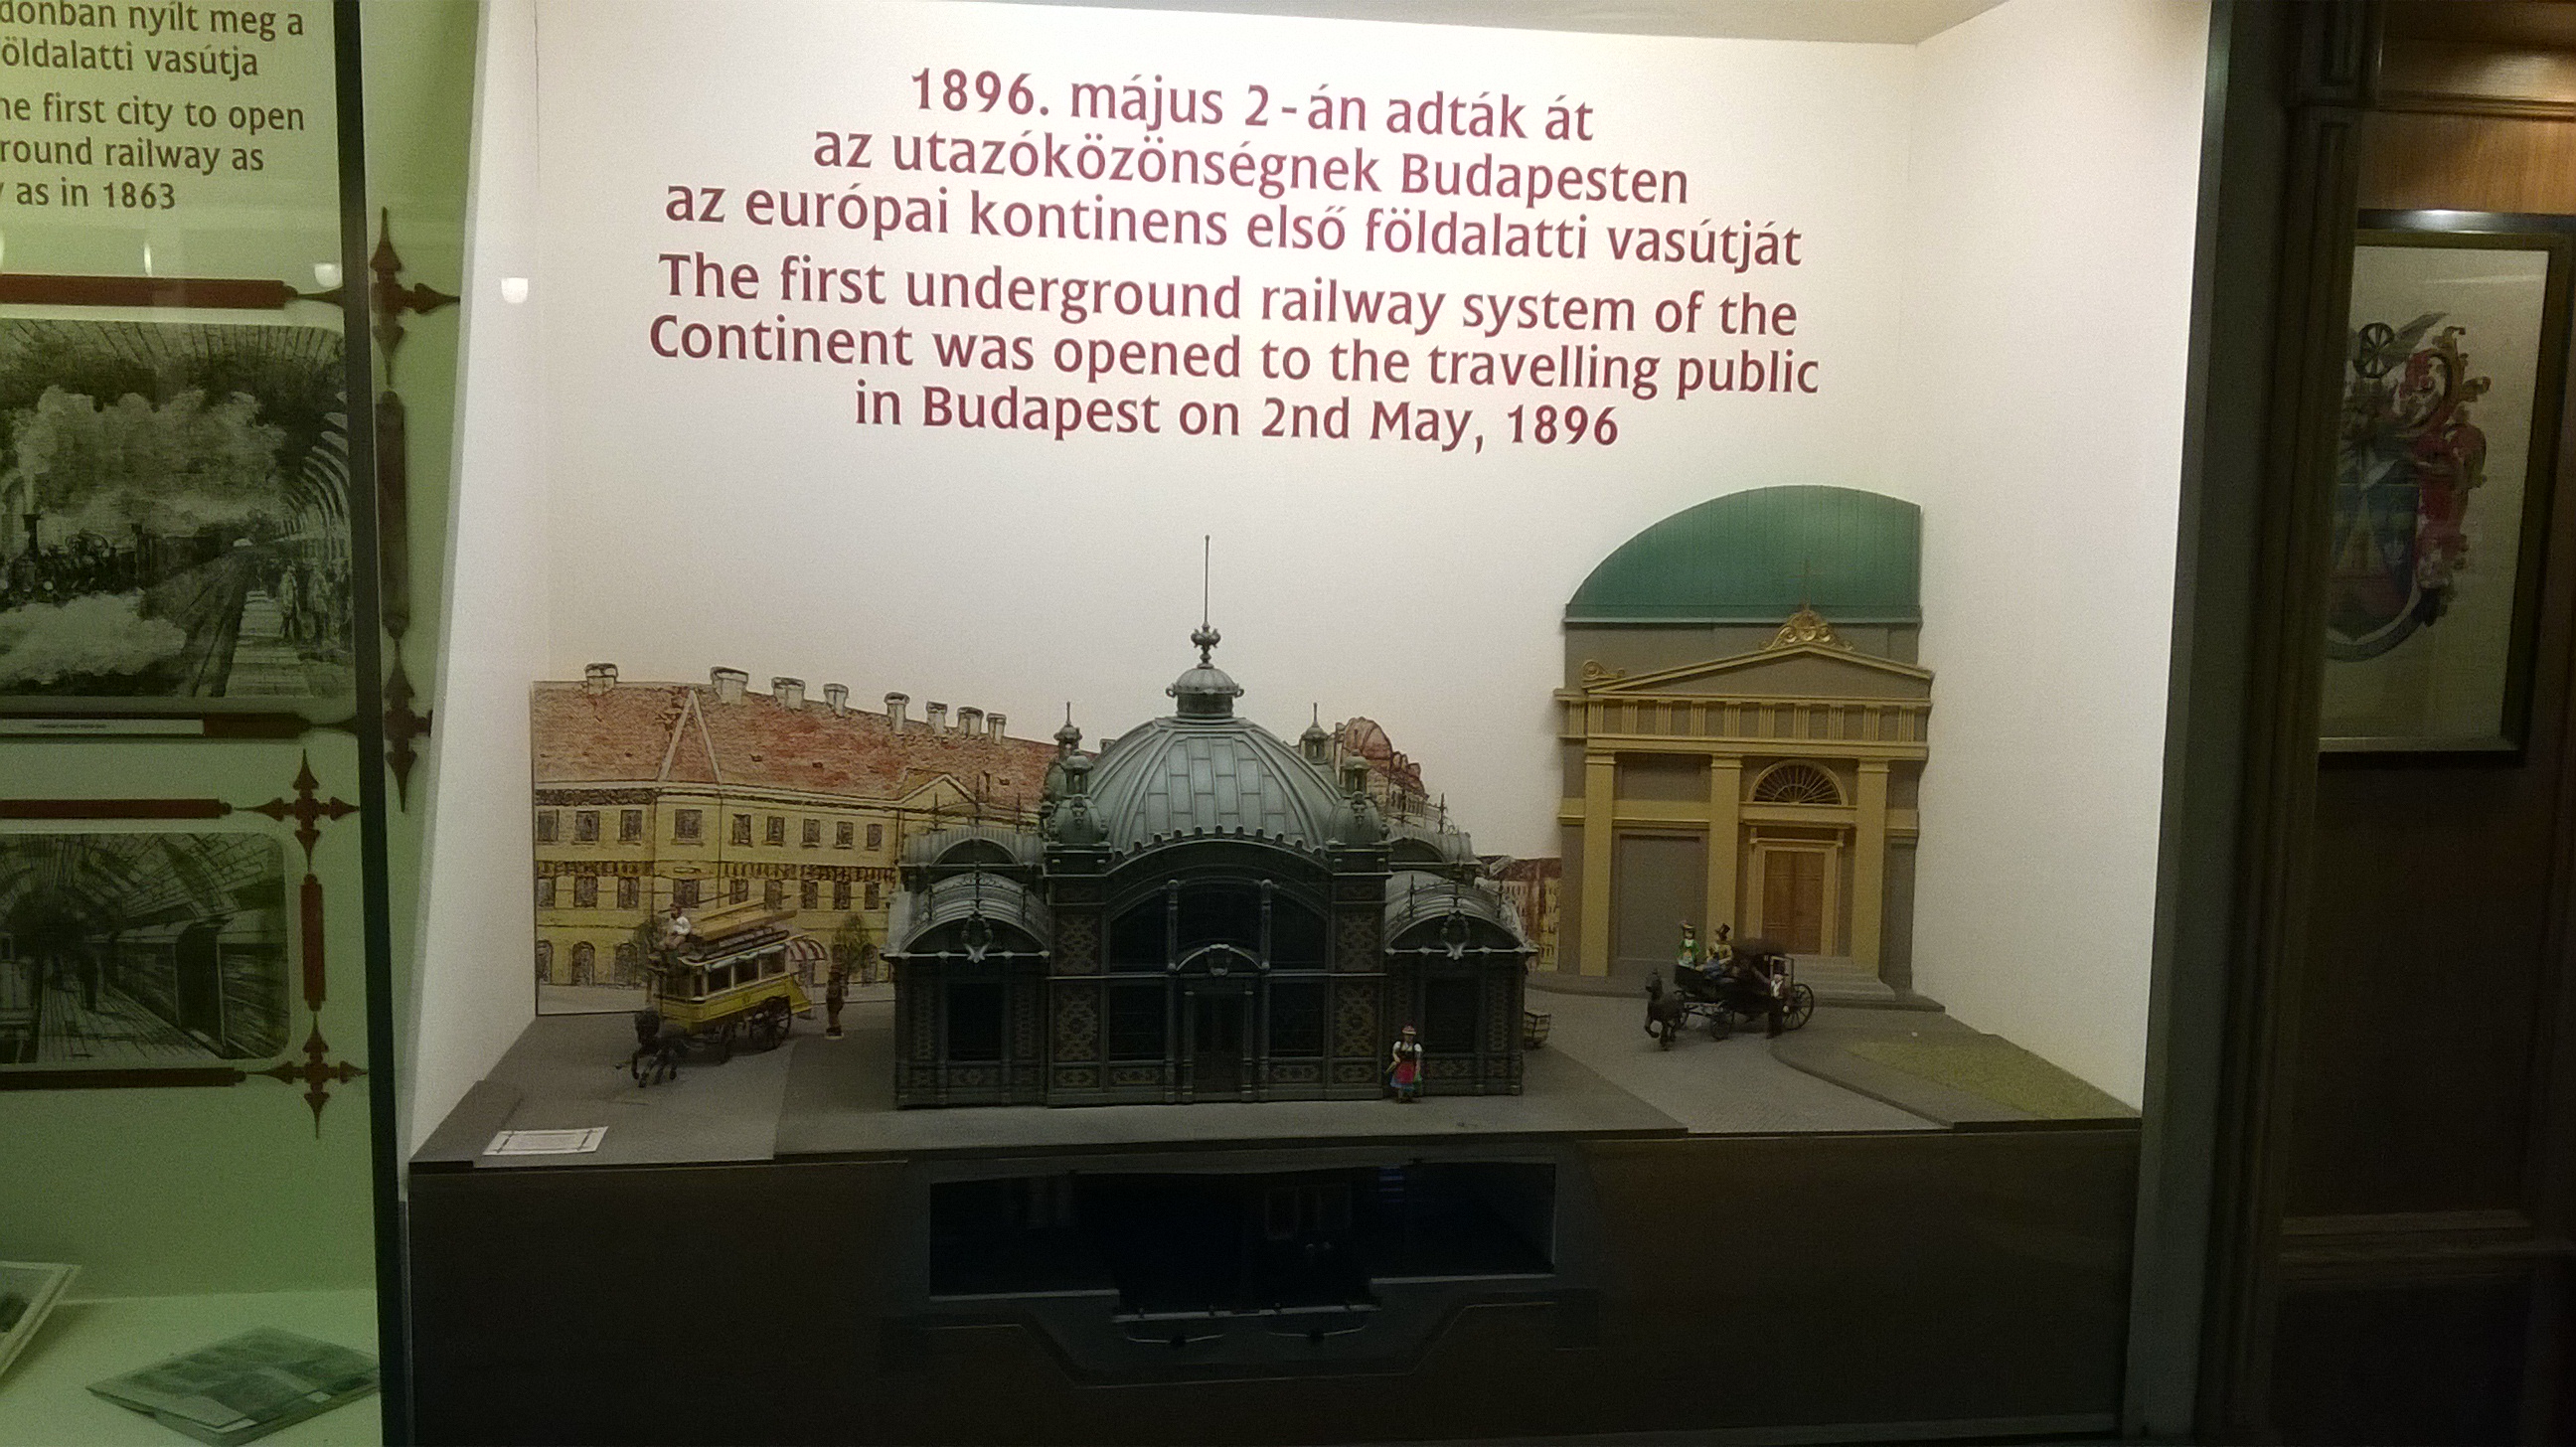 donban nyílt meg a
öldalatti vasútja
he first city to open
round railway as
as in 1863
1896. május 2-án adták át
az utazóközönségnek Budapesten
az európai kontinens első földalatti vasútját
The first underground railway system of the
Continent was opened to the travelling public
in Budapest on 2nd May, 1896